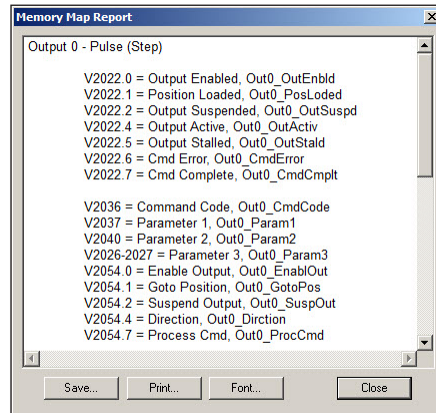 Memory Map Report
Output 0 - Pulse (Step)
V2022.0 = Output Enabled, Out0_OutEnbld
V2022.1 = Position Loaded, Out0_PosLoded
V2022.2 = Output Suspended, Out0_OutSuspd
V2022.4 = Output Active, Out0_OutActiv
V2022.5 = Output Stalled, Out0_OutStald
V2022.6 = Cmd Error, Out0_CmdError
V2022.7 = Cmd Complete, Out0_CmdCmplt
V2036 = Command Code, Out0_CmdCode
V2037 = Parameter 1, Out0_Param1
V2040 = Parameter 2, Out0_Param2
V2026-2027 = Parameter 3, Out0_Param3
V2054.0 = Enable Output, Out0_EnablOut
V2054.1 = Goto Position, Out0_GotoPos
V2054.2 = Suspend Output, Out0_SuspOut
V2054.4 = Direction, Out0_Dirction
V2054.7 = Process Cmd, Out0_ProcCmd
Save... Print... Font... Close